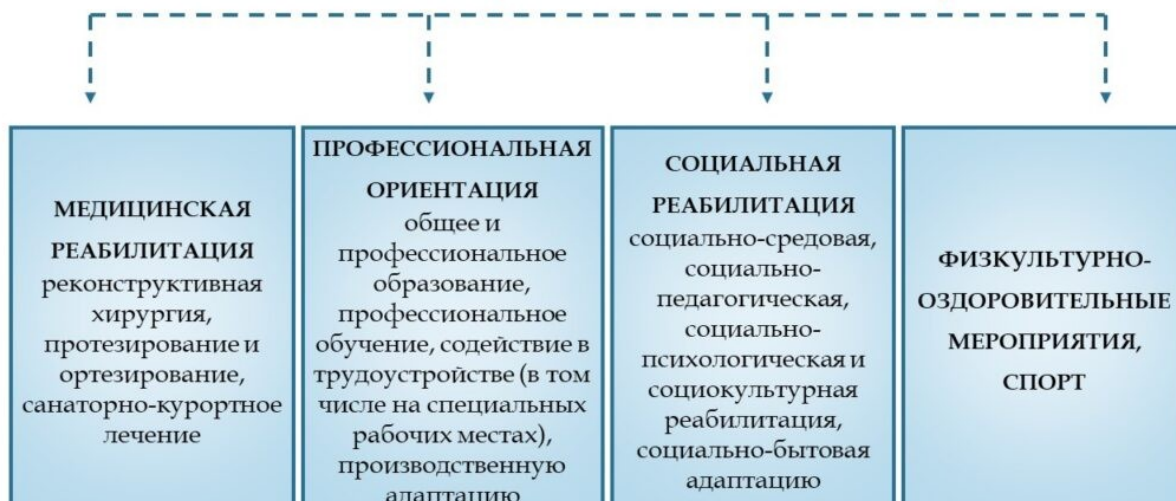 МЕДИЦИНСКАЯ
РЕАБИЛИТАЦИЯ
реконструктивная
хирургия,
протезирование и
ортезирование,
санаторно-курортное
лечение
ПРОФЕССИОНАЛЬНАЯ
ОРИЕНТАЦИЯ
общее и
профессиональное
образование,
профессиональное
обучение, содействие в
трудоустройстве (в том
числе на специальных
рабочих местах),
производственную
адаптацию
СОЦИАЛЬНАЯ
РЕАБИЛИТАЦИЯ
социально-средовая,
социально-
педагогическая,
социально-
психологическая и
социокультурная
реабилитация,
социально-бытовая
адаптацию
ФИЗКУЛЬТУРНО-
ОЗДОРОВИТЕЛЬНЫЕ
МЕРОПРИЯТИЯ,
СПОРТ